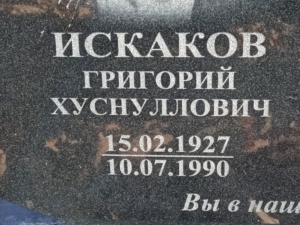 ИСКАКОВ
ГРИГОРИЙ
ХУСНУЛЛОВИЧ
15.02.1927
10.07.1990
Вы в наш